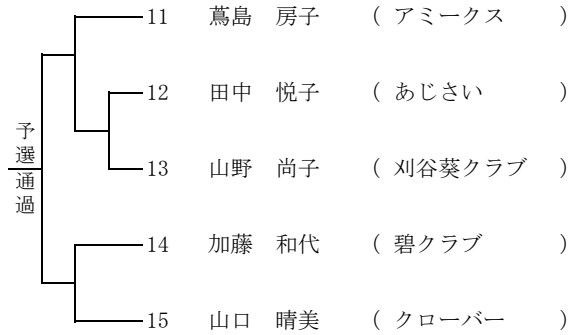 11 蔦島 房子 ( アミークス )
12 田中 悦子 ( あじさい )
予選通過
13 山野 尚子 ( 刈谷葵クラブ )
14 加藤 和代 ( 碧クラブ )
15 山口 晴美 ( クローバー )